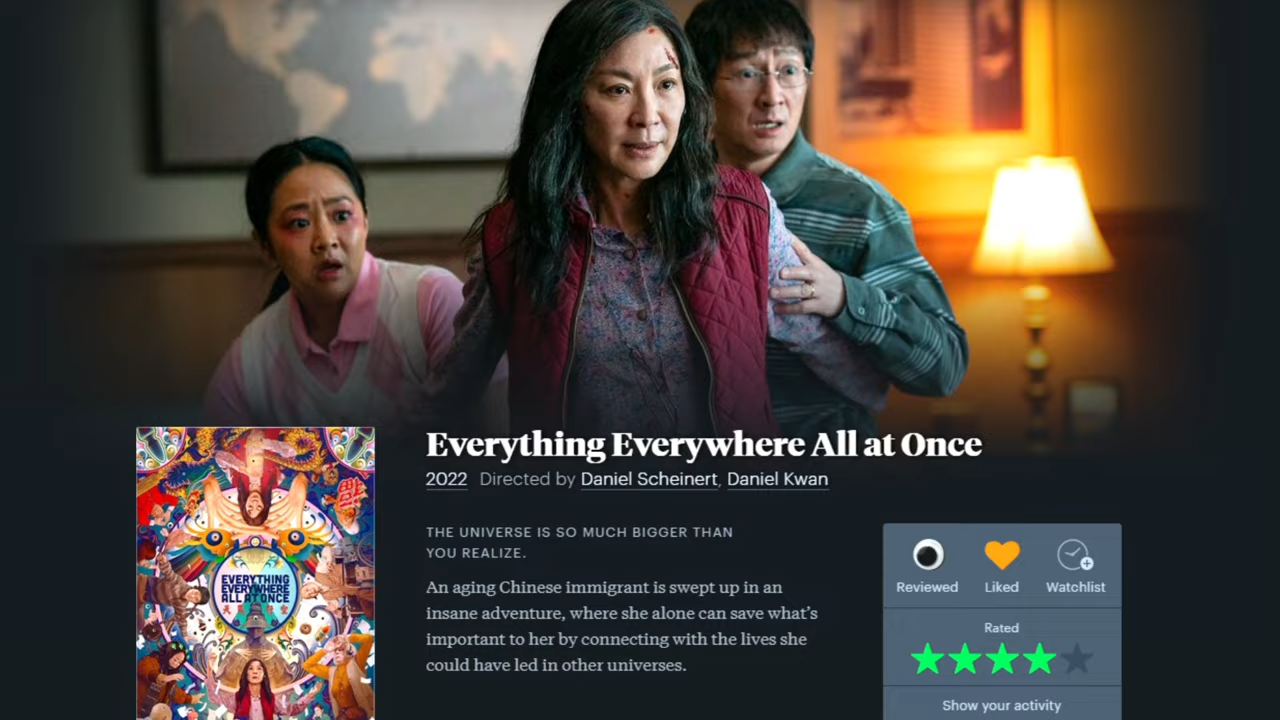 Everything Everywhere All at Once
2022 Directed by Daniel Scheinert, Daniel Kwan
THE UNIVERSE IS SO MUCH BIGGER THAN
YOU REALIZE.
An aging Chinese immigrant is swept up in an
insane adventure, where she alone can save what’s
important to her by connecting with the lives she
could have led in other universes.
EVERYTHING
EVERYWHERE
ALL AT ONCE
Reviewed Liked Watchlist
Rated
Show your activity